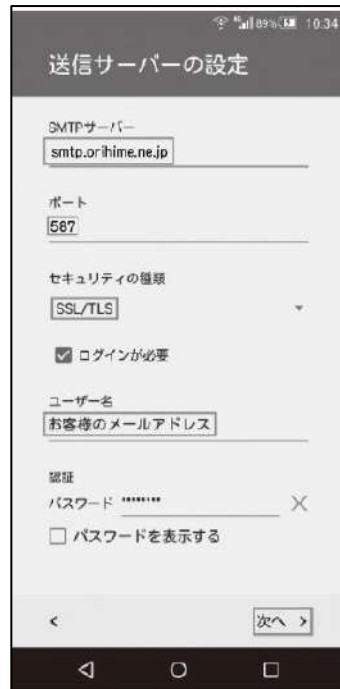 4G 89% 10:34
送信サーバーの設定
SMTPサーバー
smtp.orihime.ne.jp
ポート
587
セキュリティの種類
SSL/TLS
ログインが必要
ユーザー名
お客様のメールアドレス
認証
パスワード ••••••••
パスワードを表示する
次へ